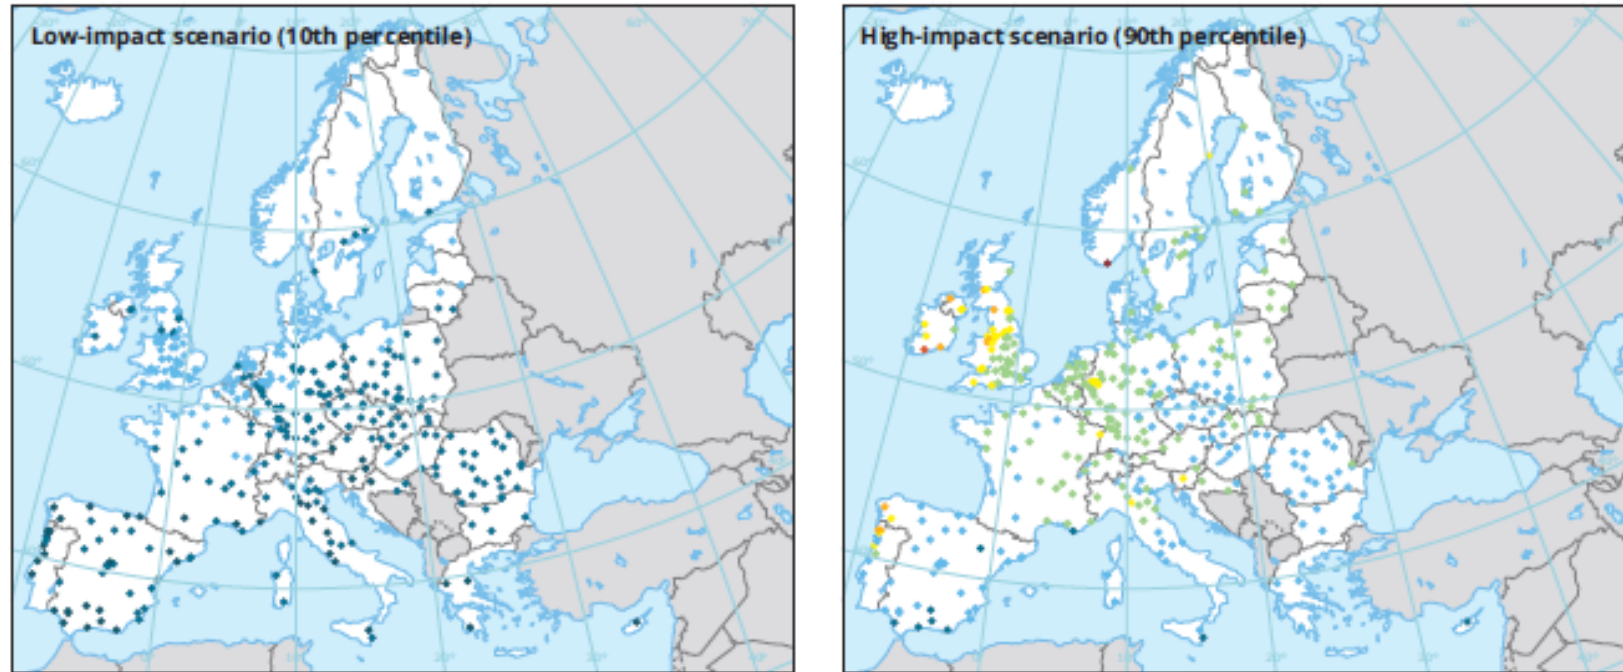 Low-impact scenario (10th percentile)
High-impact scenario (90th percentile)